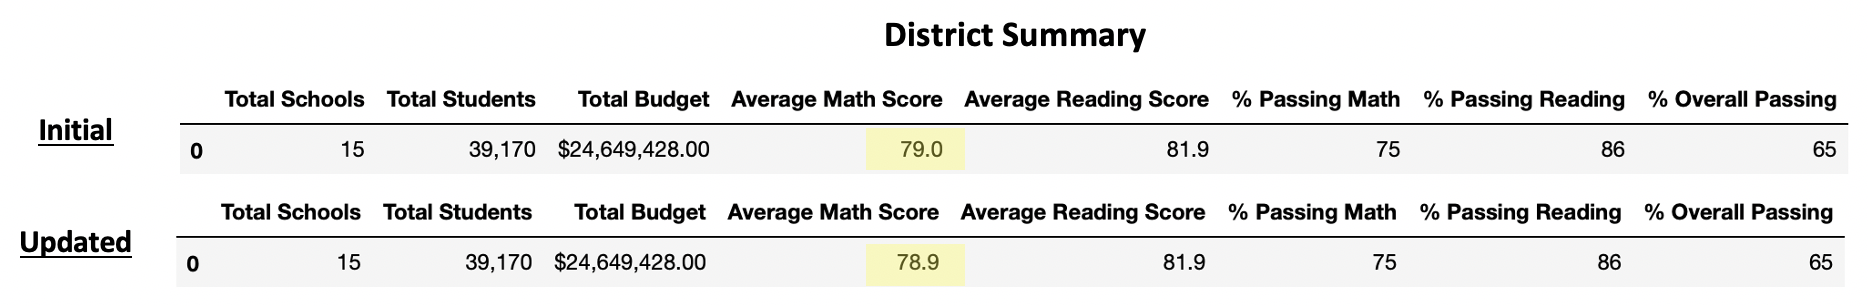 District Summary
Total Schools Total Students Total Budget Average Math Score Average Reading Score % Passing Math % Passing Reading % Overall Passing
Initial
0 15 39,170 $24,649,428.00 79.0 81.9 75 86 65
Total Schools Total Students Total Budget Average Math Score Average Reading Score % Passing Math % Passing Reading % Overall Passing
Updated
0 15 39,170 $24,649,428.00 78.9 81.9 75 86 65